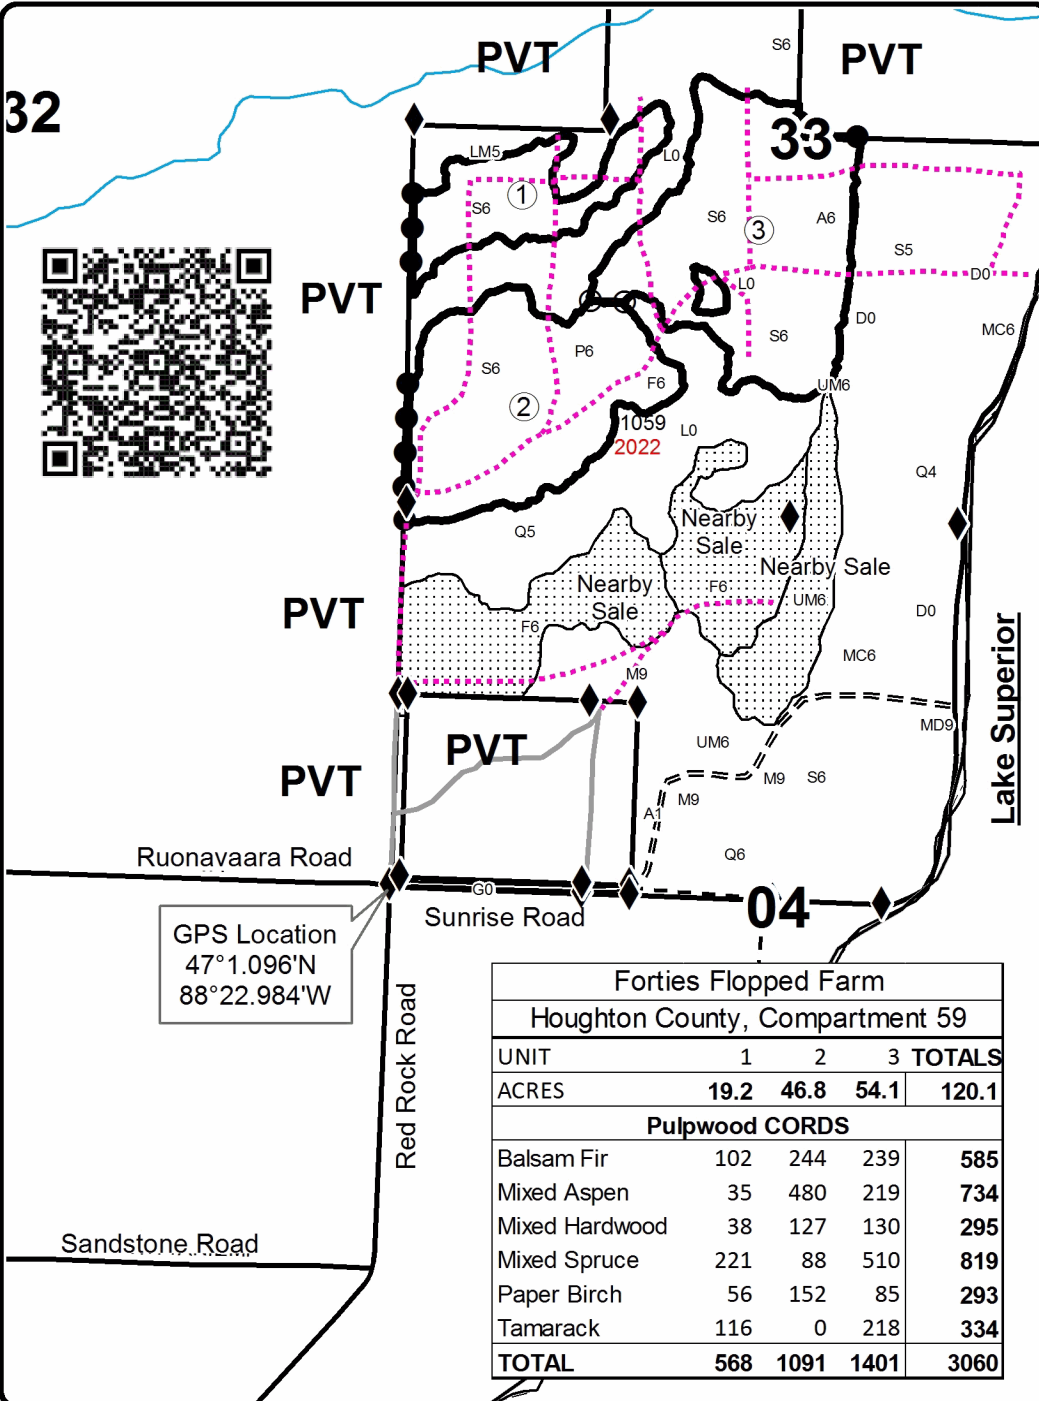 S6
PVT
PVT
32
33
LM5
L0
1
S6
S6
A6
3
S5
D0
L0
PVT
D0
MC6
S6
P6
S6
F6
UM6
2
1059
2022
L0
Q4
Nearby
Sale
Q5
Nearby Sale
Nearby
Sale
F6
UM6
PVT
F6
D0
MC6
M9
Lake Superior
MD9
PVT
UM6
PVT
M9
S6
M9
A1
Ruonavaara Road
Q6
G0
Sunrise Road
04
GPS Location
47°1.096'N
88°22.984'W
Red Rock Road
Sandstone Road
Forties Flopped Farm
Houghton County, Compartment 59
UNIT 1 2 3 TOTALS
ACRES 19.2 46.8 54.1 120.1
Pulpwood CORDS
Balsam Fir 102 244 239 585
Mixed Aspen 35 480 219 734
Mixed Hardwood 38 127 130 295
Mixed Spruce 221 88 510 819
Paper Birch 56 152 85 293
Tamarack 116 0 218 334
TOTAL 568 1091 1401 3060